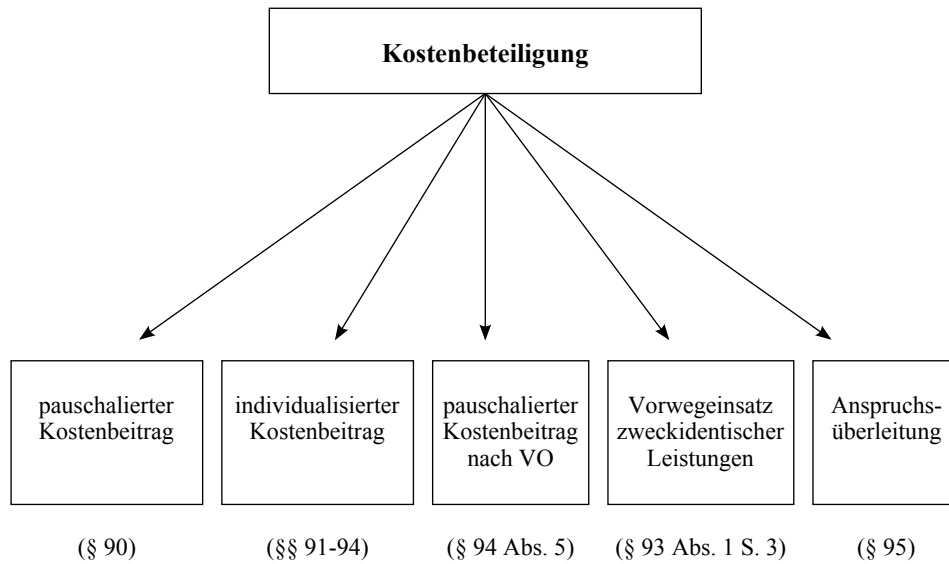 Kostenbeteiligung
pauschalierter
Kostenbeitrag
individualisierter
Kostenbeitrag
pauschalierter
Kostenbeitrag
nach VO
Vorwegeinsatz
zweckidentischer
Leistungen
Anspruchs-
überleitung
(§ 90)
(§§ 91-94)
(§ 94 Abs. 5)
(§ 93 Abs. 1 S. 3)
(§ 95)